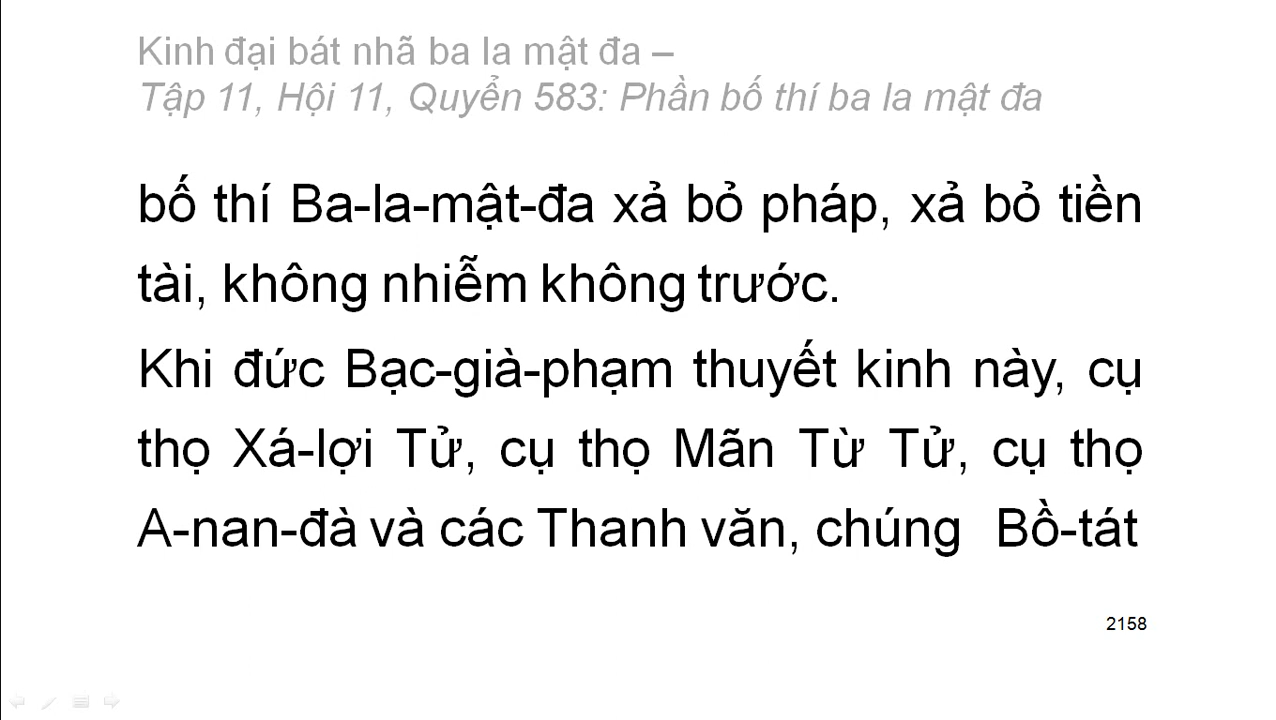 Kinh đại bát nhã ba la mật đa –
Tập 11, Hội 11, Quyển 583: Phần bố thí ba la mật đa
bố thí Ba-la-mật-đa xả bỏ pháp, xả bỏ tiền
tài, không nhiễm không trước.
Khi đức Bạc-già-phạm thuyết kinh này, cụ
thọ Xá-lợi Tử, cụ thọ Mãn Từ Tử, cụ thọ
A-nan-đà và các Thanh văn, chúng Bồ-tát
2158